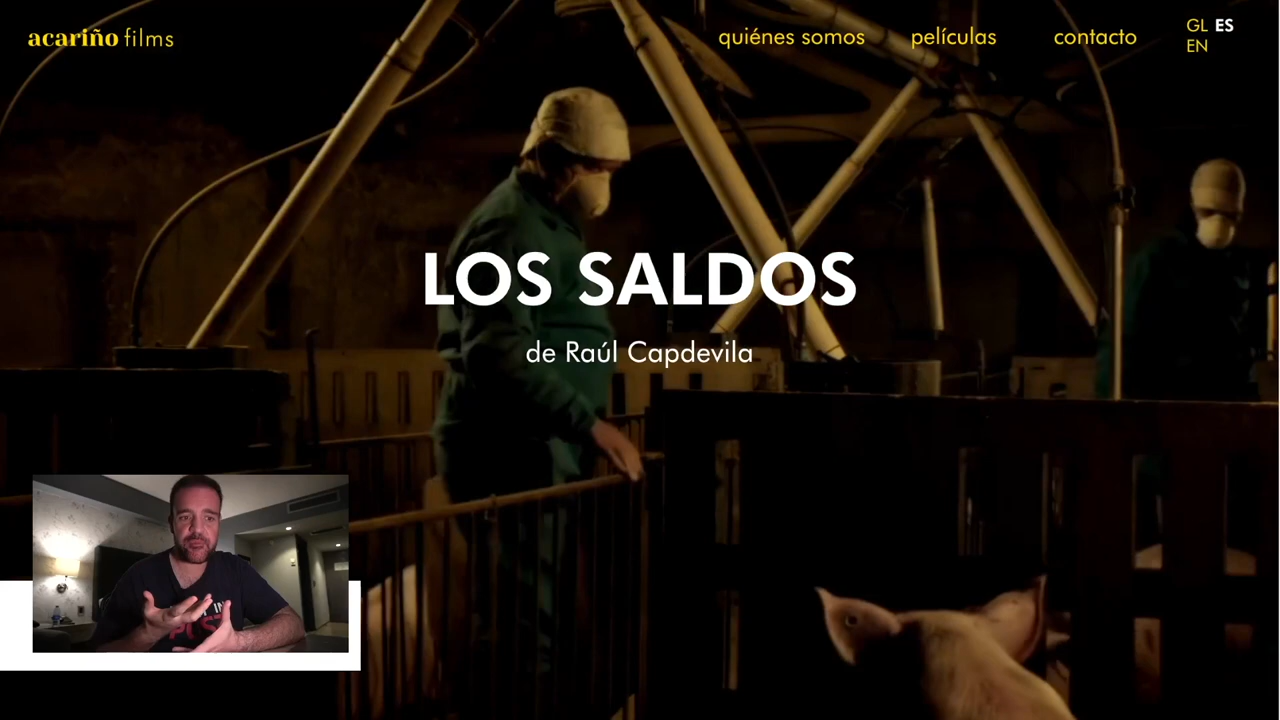 acariño films
quiénes somos
películas
contacto
GL ES
EN
LOS SALDOS
de Raúl Capdevila